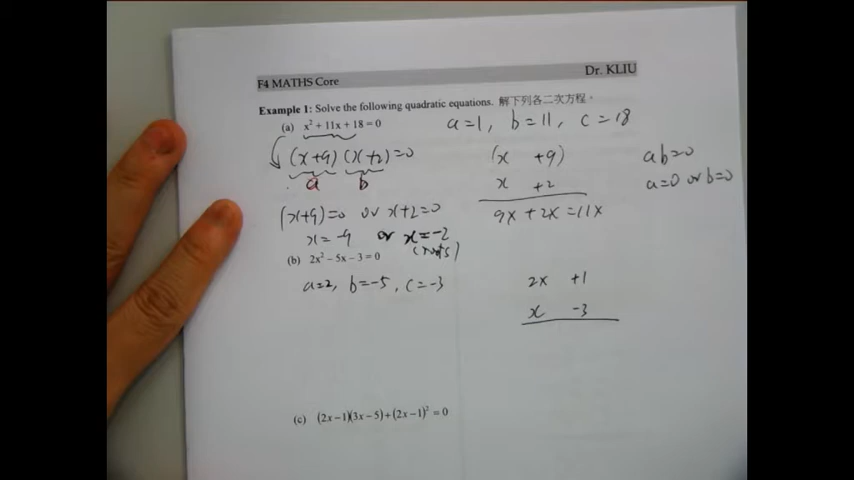 F4 MATHS Core Dr. KLIU
Example 1: Solve the following quadratic equations. 解下列各二次方程。
(a) x² + 11x + 18 = 0
a=1, b=11, c=18
(x+9)(x+2)=0
a b
(x +9)
x +2
9x + 2x = 11x
ab=0
a=0 or b=0
(x+9)=0 or x+2=0
x=-9 or x=-2
(roots)
(b) 2x² - 5x - 3 = 0
a=2, b=-5, c=-3
2x +1
x -3
(c) (2x-1)(3x-5)+(2x-1)² = 0